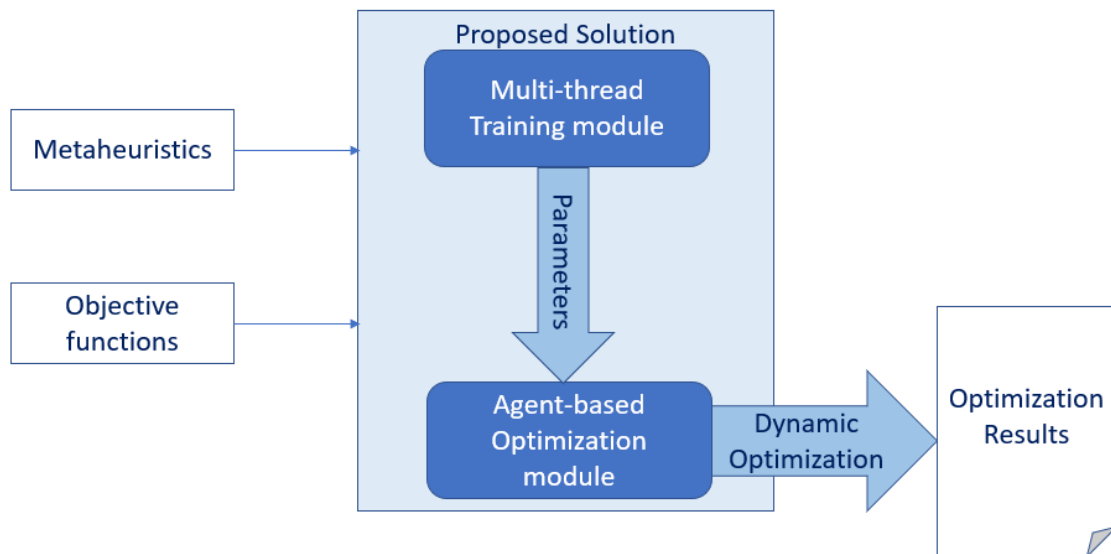 Proposed Solution
Multi-thread
Training module
Metaheuristics
Parameters
Objective
functions
Agent-based
Optimization
module
Dynamic
Optimization
Optimization
Results